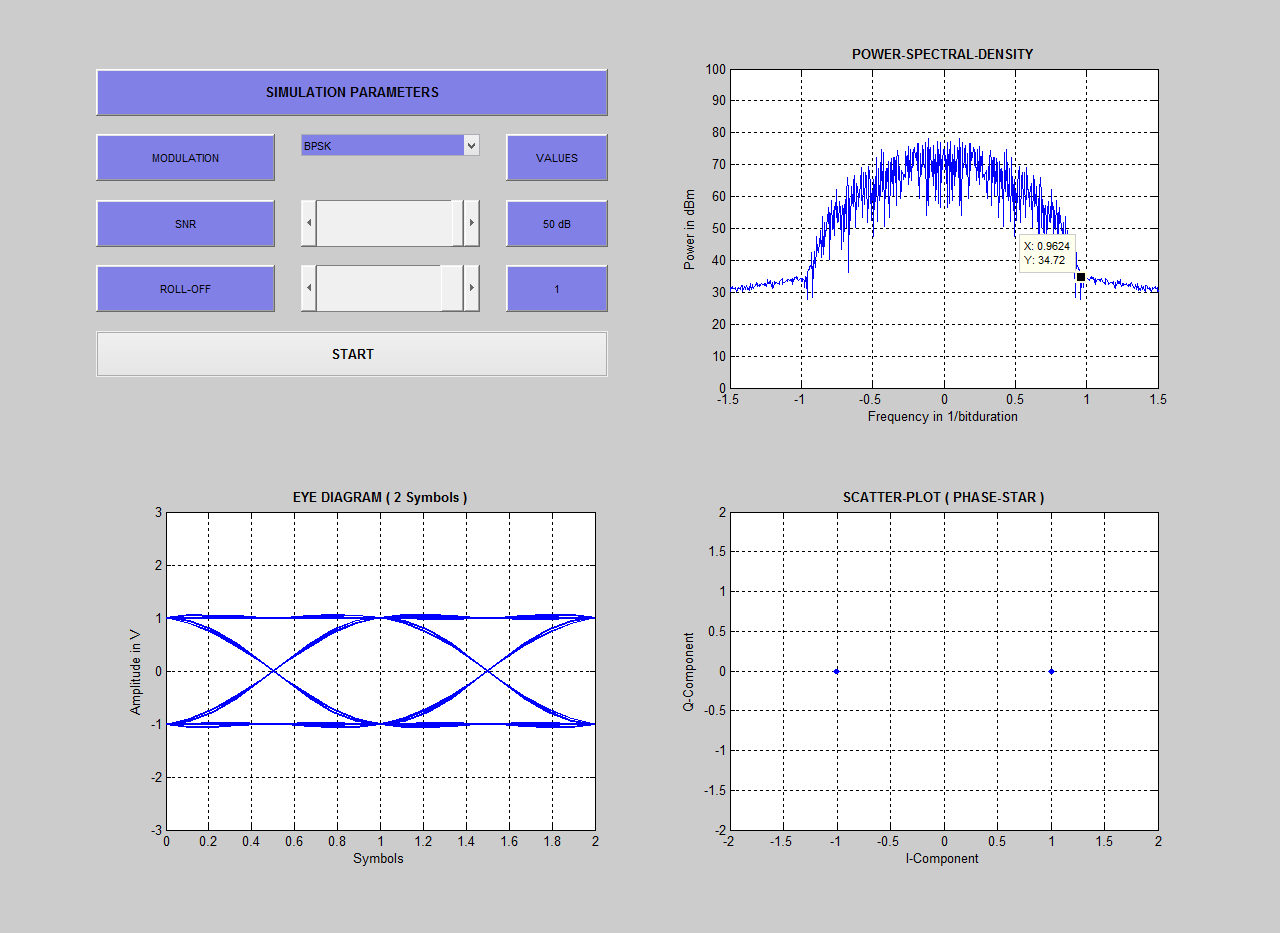 SIMULATION PARAMETERS
MODULATION
BPSK
VALUES
SNR
50 dB
ROLL-OFF
1
START
POWER-SPECTRAL-DENSITY
100
90
80
70
60
50
40
30
20
10
0
Power in dBm
X: 0.9624
Y: 34.72
-1.5 -1 -0.5 0 0.5 1 1.5
Frequency in 1/bitduration
EYE DIAGRAM ( 2 Symbols )
3
2
1
0
-1
-2
-3
Amplitude in V
0 0.2 0.4 0.6 0.8 1 1.2 1.4 1.6 1.8 2
Symbols
SCATTER-PLOT ( PHASE-STAR )
2
1.5
1
0.5
0
-0.5
-1
-1.5
-2
Q-Component
-2 -1.5 -1 -0.5 0 0.5 1 1.5 2
I-Component